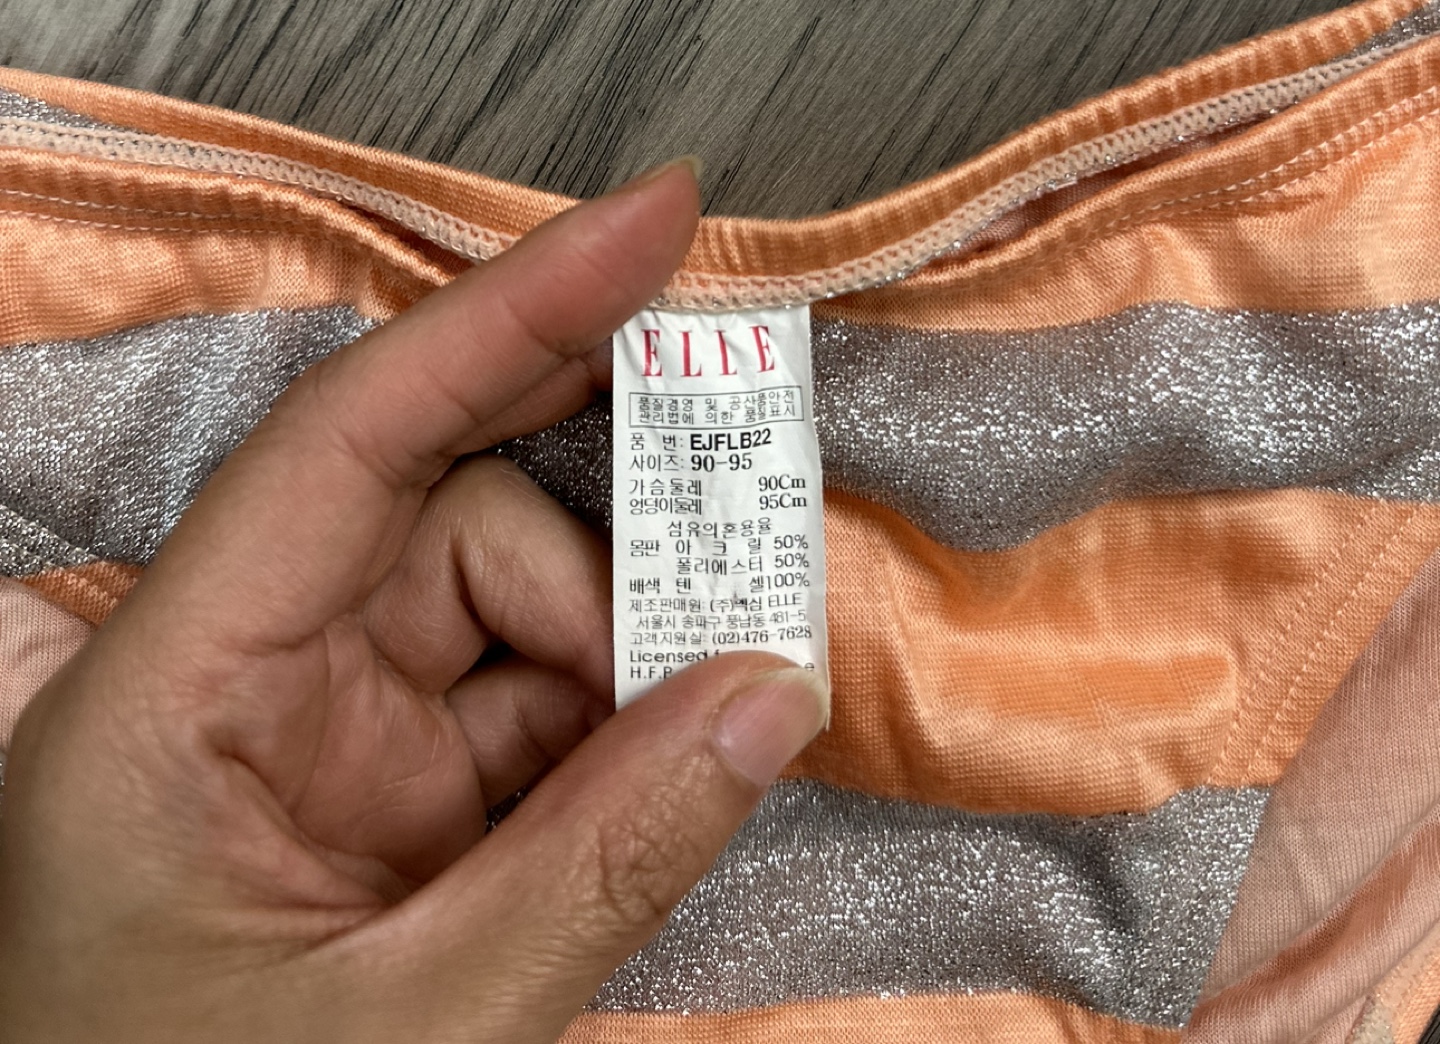 ELLE
품질경영 및 공산품안전
관리법에 의한 품질표시
품 번: EJFLB22
사이즈: 90-95
가슴둘레 90Cm
엉덩이둘레 95Cm
섬유의혼용율
몸판 아 크 릴 50%
폴리에스터 50%
배색 텐 셀100%
제조판매원: (주) ELLE
서울시 송파구 풍납동 481-5
고객지원실: (02)476-7628
Licensed
H.F.P